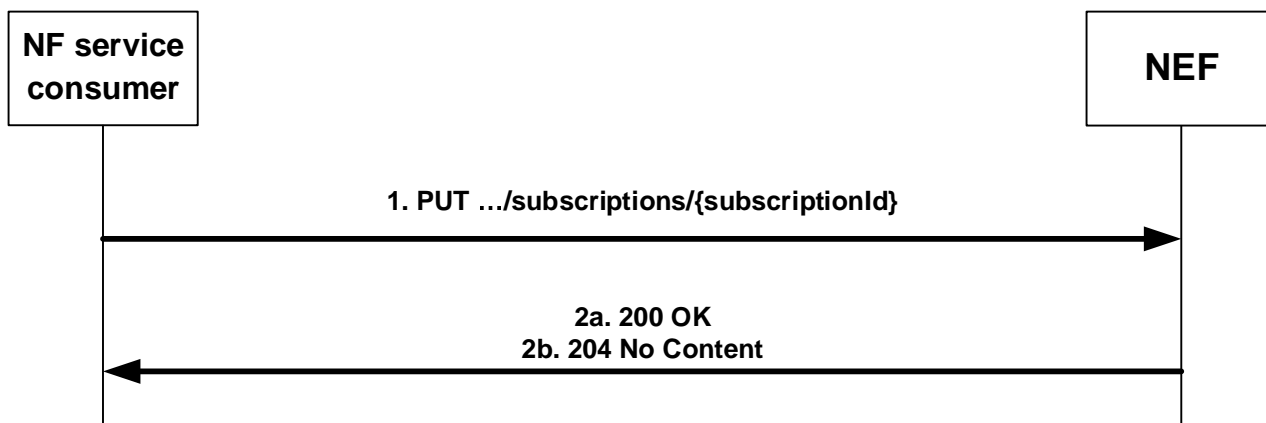 NF service
consumer
NEF
1. PUT …/subscriptions/{subscriptionId}
2a. 200 OK
2b. 204 No Content